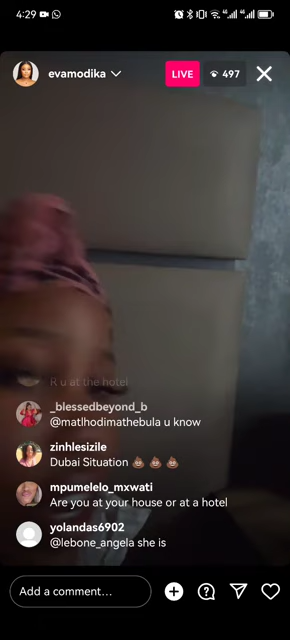 4:29
evamodika
LIVE
497
R u at the hotel
_blessedbeyond_b
@matlhodimathebula u know
zinhlesizile
Dubai Situation 💩 💩 💩
mpumelelo_mxwati
Are you at your house or at a hotel
yolandas6902
@lebone_angela she is
Add a comment...